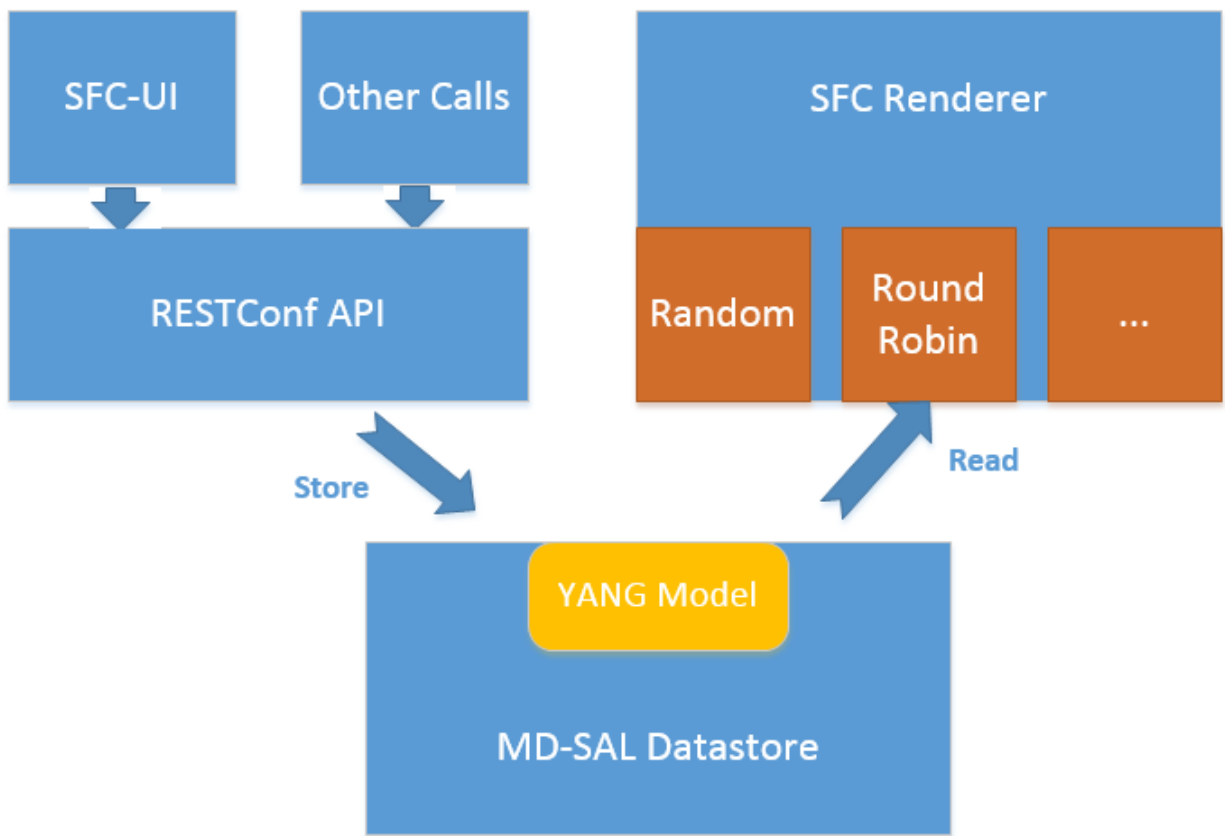 SFC-UI
Other Calls
SFC Renderer
RESTConf API
Random
Round
Robin
...
Store
Read
YANG Model
MD-SAL Datastore